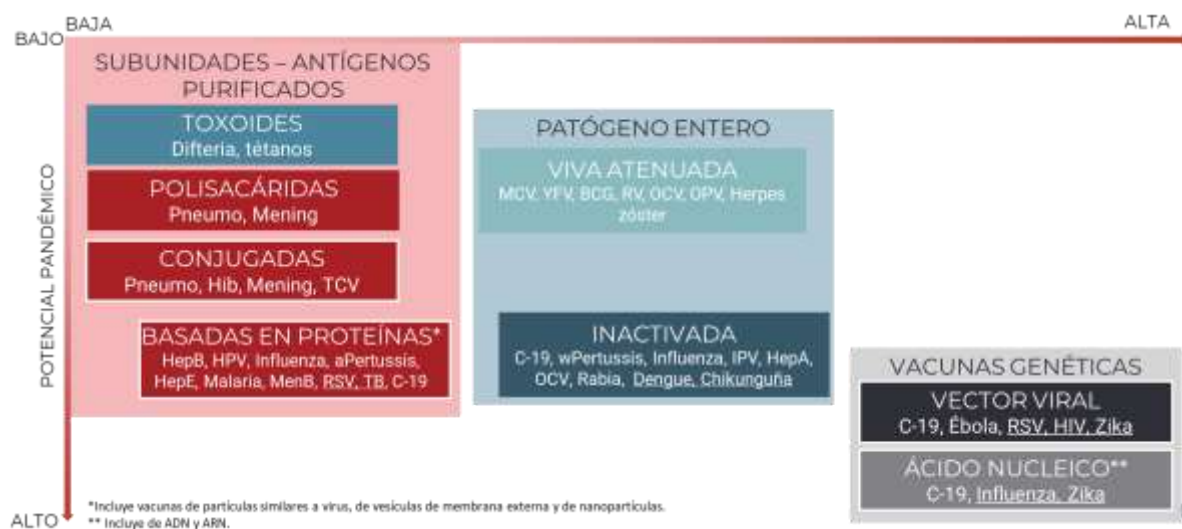 BAJA
ALTA
BAJO
SUBUNIDADES – ANTÍGENOS
PURIFICADOS
TOXOIDES
Difteria, tétanos
POLISACÁRIDAS
Pneumo, Mening
CONJUGADAS
Pneumo, Hib, Mening, TCV
BASADAS EN PROTEÍNAS*
HepB, HPV, Influenza, aPertussis,
HepE, Malaria, MenB, RSV, TB, C-19
PATÓGENO ENTERO
VIVA ATENUADA
MCV, YFV, BCG, RV, OCV, OPV, Herpes
zóster
INACTIVADA
C-19, wPertussis, Influenza, IPV, HepA,
OCV, Rabia, Dengue, Chikunguña
VACUNAS GENÉTICAS
VECTOR VIRAL
C-19, Ébola, RSV, HIV, Zika
ÁCIDO NUCLEICO**
C-19, Influenza, Zika
POTENCIAL PANDÉMICO
ALTO
*Incluye vacunas de partículas similares a virus, de vesículas de membrana externa y de nanopartículas.
** Incluye de ADN y ARN.